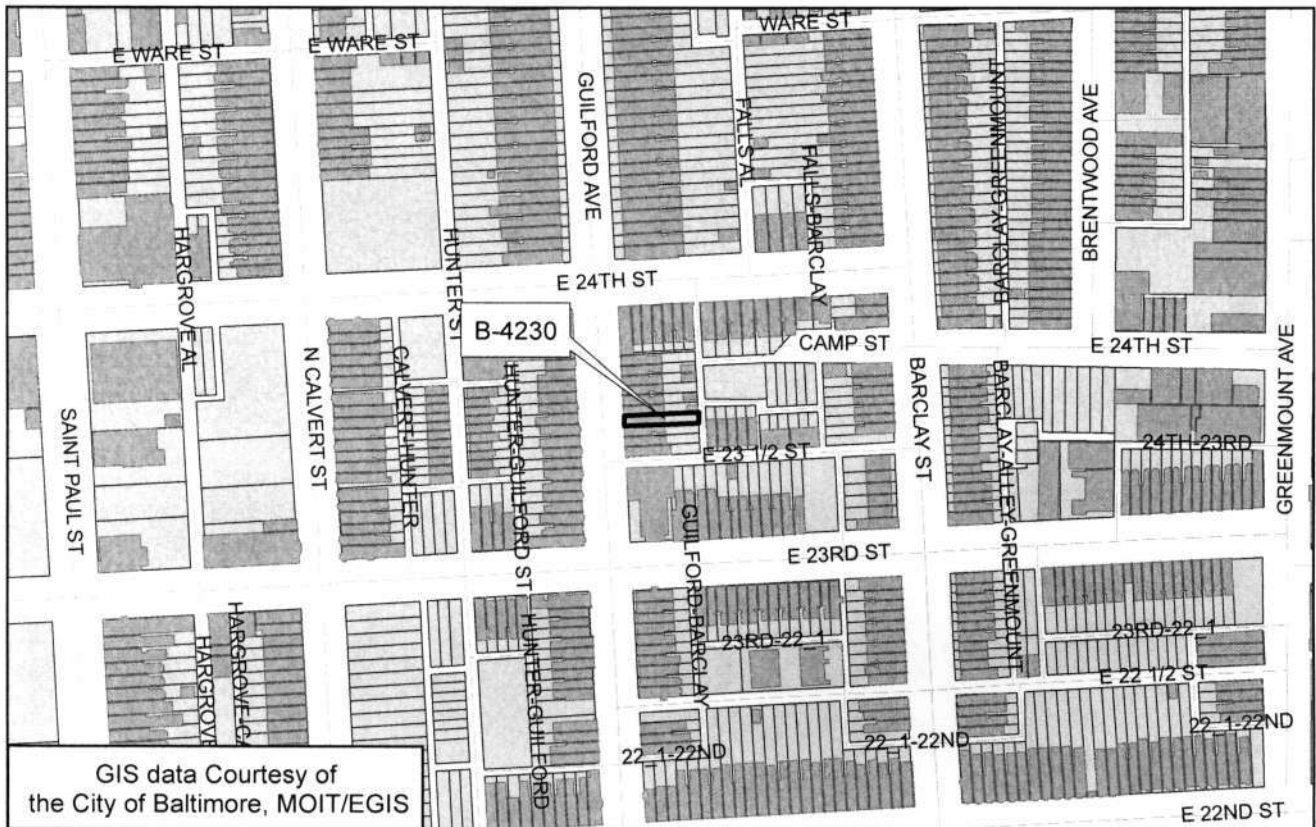 E WARE ST
E WARE ST
WARE ST
GUILFORD AVE
FALLS AL
FALLS-BARCLAY
BARCLAY-GREENMOUNT
BRENTWOOD AVE
HARGROVE AL
HUNTER ST
E 24TH ST
B-4230
CAMP ST
E 24TH ST
SAINT PAUL ST
N CALVERT ST
CALVERT-HUNTER
HUNTER-GUILFORD ST
BARCLAY ST
BARCLAY-ALLEY-GREENMOUNT
24TH-23RD
GREENMOUNT AVE
E 23 1/2 ST
GUILFORD-BARCLAY
E 23RD ST
HARGROVE
HARGROVE-CA
HUNTER-GUILFORD
23RD-22_1
23RD-22_1
E 22 1/2 ST
22_1-22ND
22_1-22ND
22_1-22ND
E 22ND ST
GIS data Courtesy of
the City of Baltimore, MOIT/EGIS